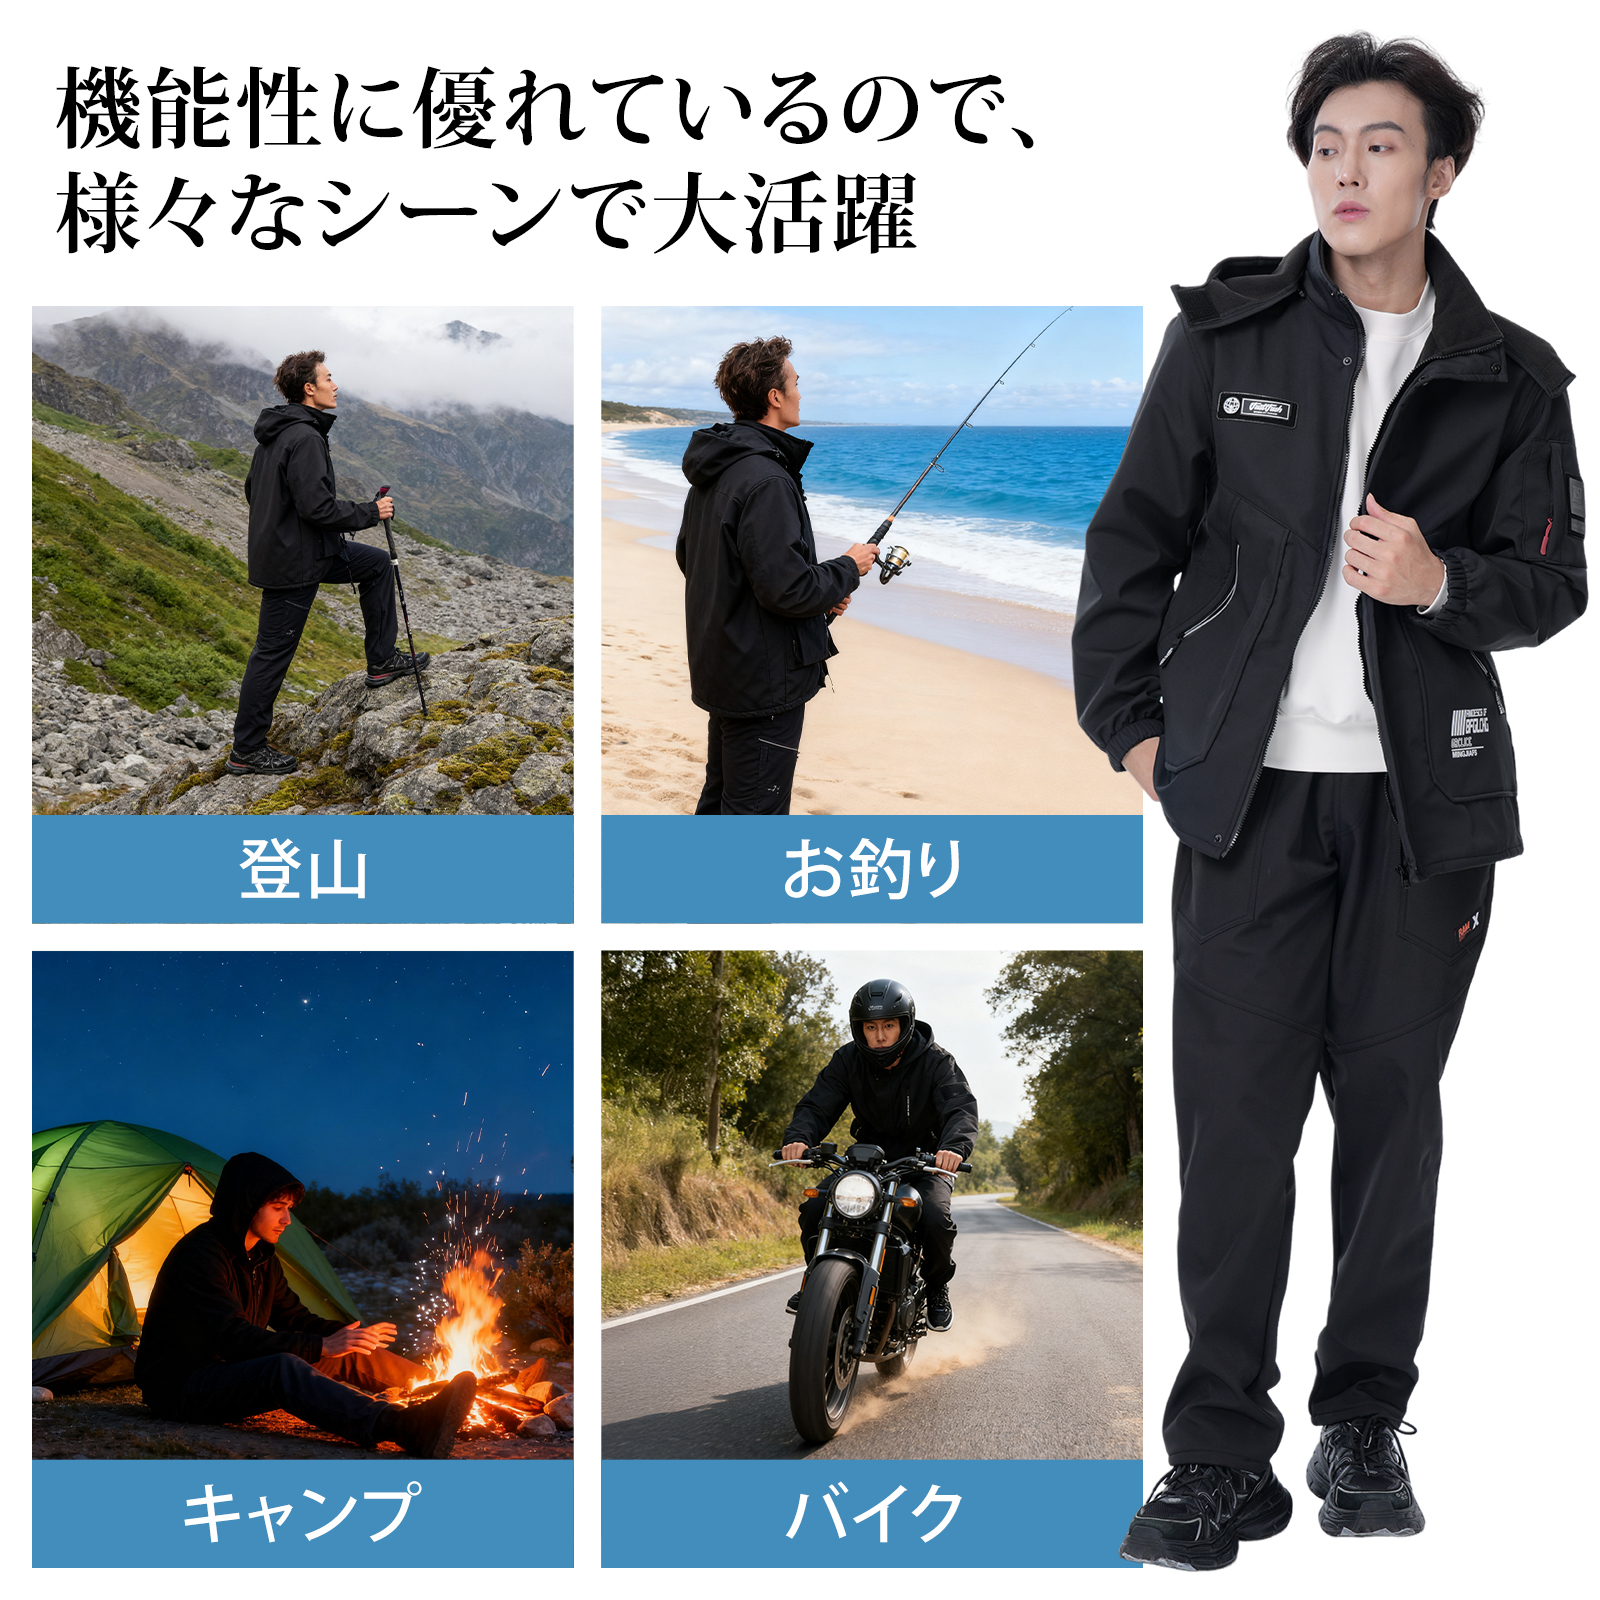 機能性に優れているので、
様々なシーンで大活躍
登山
お釣り
キャンプ
バイク